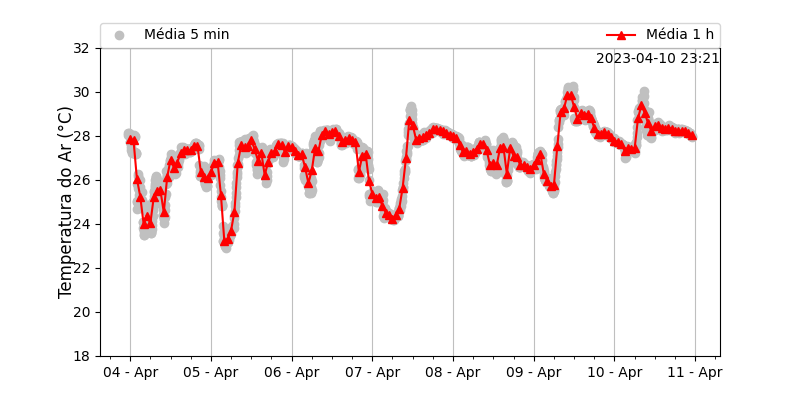 Média 5 min
Média 1 h
2023-04-10 23:21
Temperatura do Ar (°C)
32
30
28
26
24
22
20
18
04 - Apr
05 - Apr
06 - Apr
07 - Apr
08 - Apr
09 - Apr
10 - Apr
11 - Apr